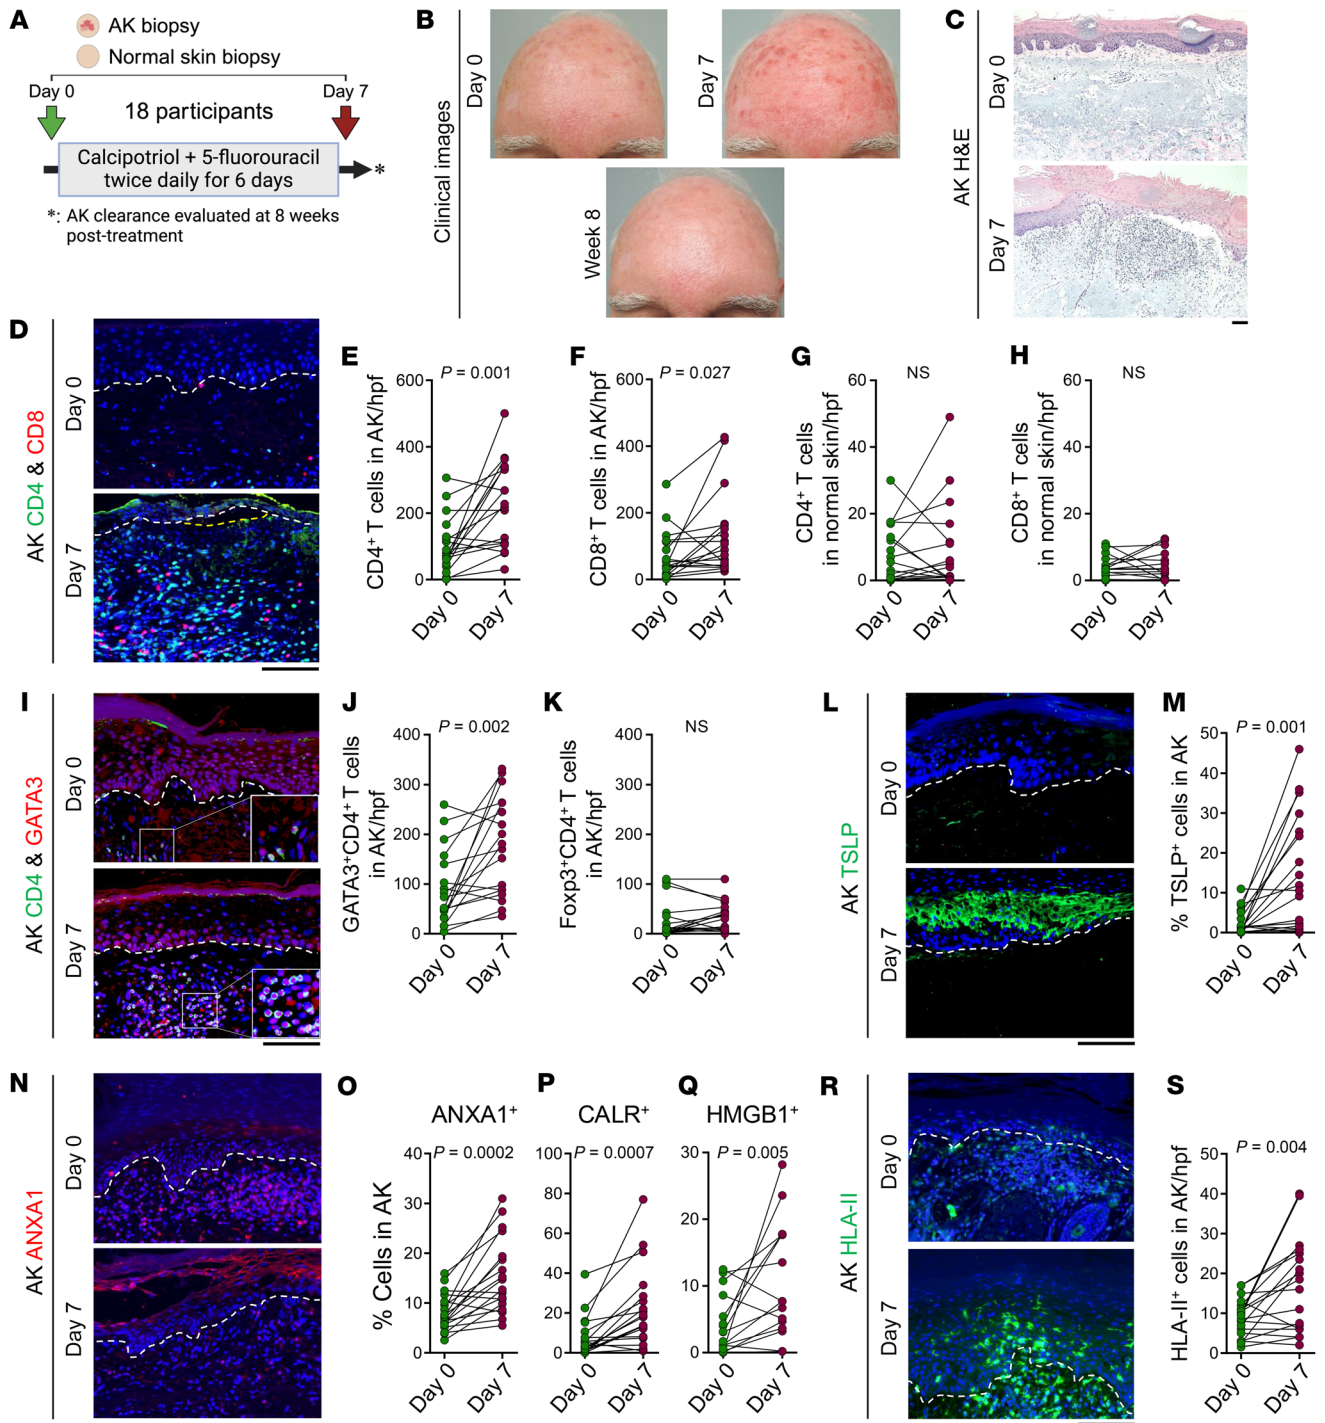 A
AK biopsy
Normal skin biopsy
Day 0
Day 7
18 participants
Calcipotriol + 5-fluorouracil
twice daily for 6 days
*
*: AK clearance evaluated at 8 weeks
post-treatment
B
Clinical images
Day 0
Day 7
Week 8
C
AK H&E
Day 0
Day 7
D
AK CD4 & CD8
Day 0
Day 7
E
P = 0.001
CD4+ T cells in AK/hpf
600
400
200
0
Day 0
Day 7
F
P = 0.027
CD8+ T cells in AK/hpf
600
400
200
0
Day 0
Day 7
G
NS
CD4+ T cells
in normal skin/hpf
60
40
20
0
Day 0
Day 7
H
NS
CD8+ T cells
in normal skin/hpf
60
40
20
0
Day 0
Day 7
I
AK CD4 & GATA3
Day 0
Day 7
J
P = 0.002
GATA3+CD4+ T cells
in AK/hpf
400
300
200
100
0
Day 0
Day 7
K
NS
Foxp3+CD4+ T cells
in AK/hpf
400
300
200
100
0
Day 0
Day 7
L
AK TSLP
Day 0
Day 7
M
P = 0.001
% TSLP+ cells in AK
50
40
30
20
10
0
Day 0
Day 7
N
AK ANXA1
Day 0
Day 7
O
ANXA1+
P = 0.0002
% Cells in AK
40
30
20
10
0
Day 0
Day 7
P
CALR+
P = 0.0007
100
80
60
40
20
0
Day 0
Day 7
Q
HMGB1+
P = 0.005
30
20
10
0
Day 0
Day 7
R
AK HLA-II
Day 0
Day 7
S
P = 0.004
HLA-II+ cells in AK/hpf
50
40
30
20
10
0
Day 0
Day 7